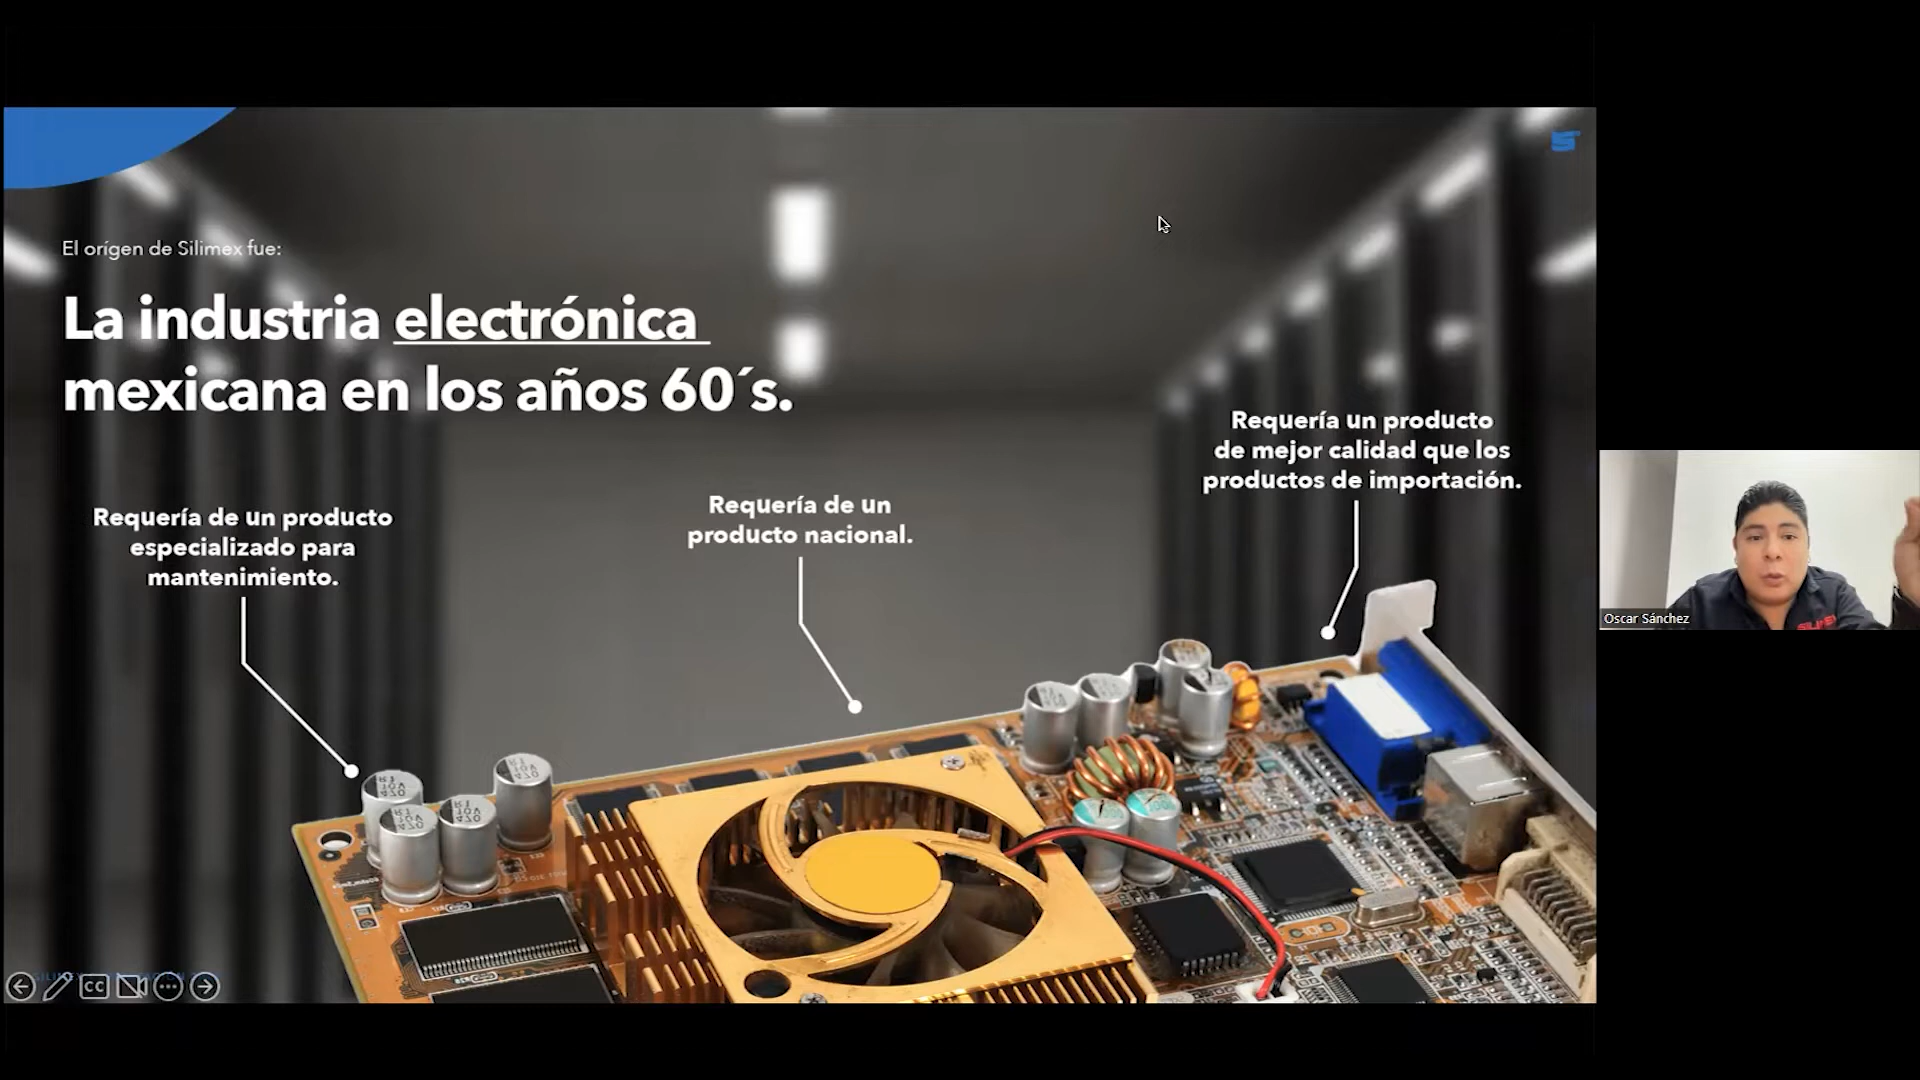 El orígen de Silimex fue:
La industria electrónica
mexicana en los años 60´s.
Requería de un producto
especializado para
mantenimiento.
Requería de un
producto nacional.
Requería un producto
de mejor calidad que los
productos de importación.
Oscar Sánchez
CC